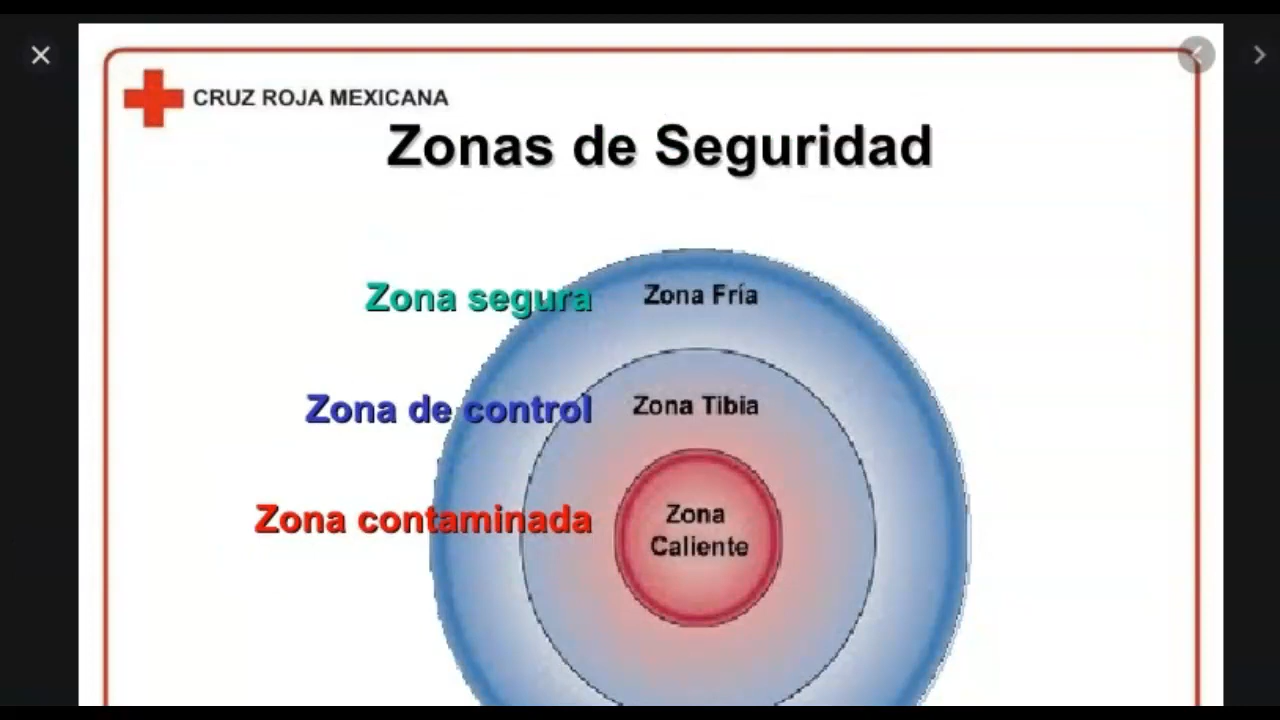 CRUZ ROJA MEXICANA
Zonas de Seguridad
Zona segura
Zona Fría
Zona de control
Zona Tibia
Zona contaminada
Zona
Caliente